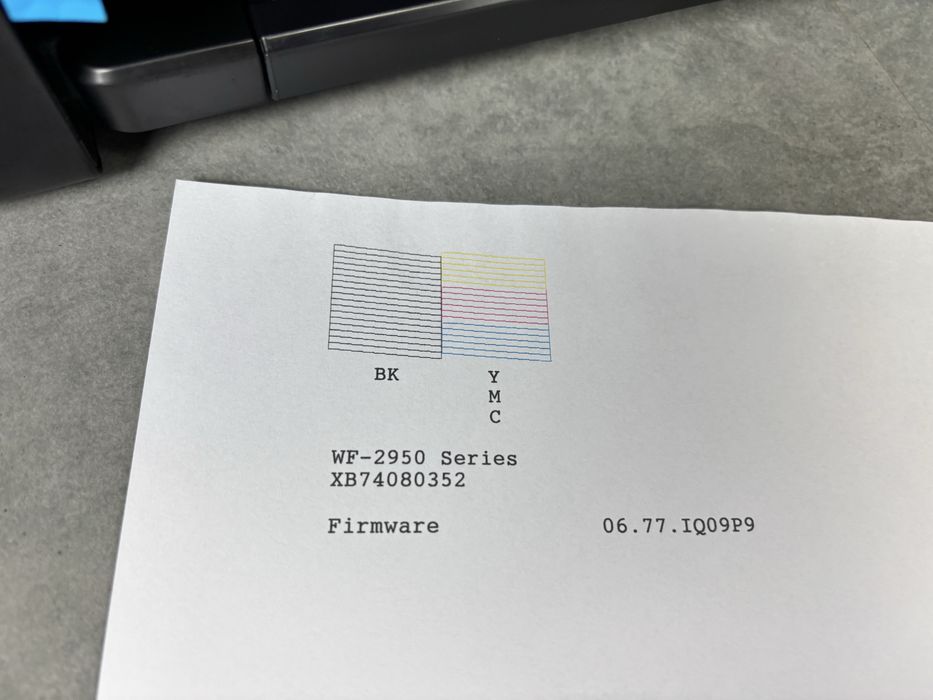 BK
Y
M
C
WF-2950 Series
XB74080352
Firmware 06.77.IQ09P9